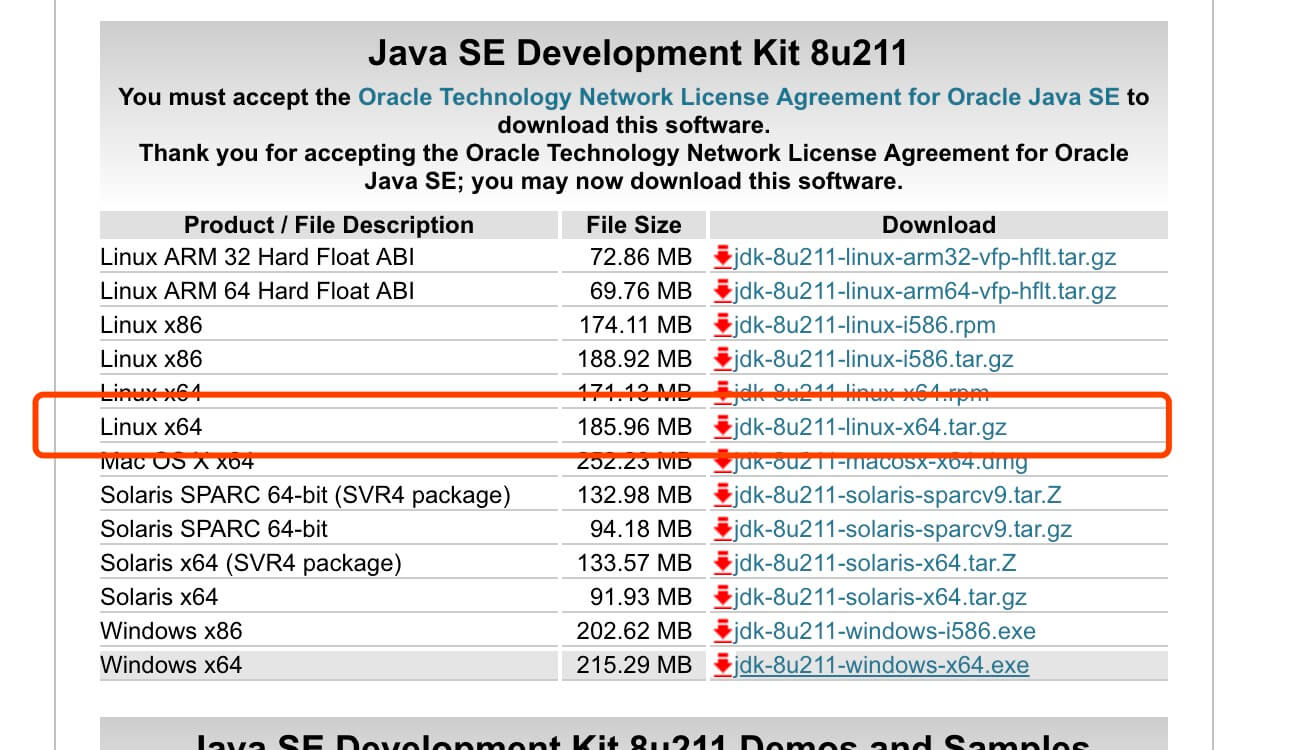 Java SE Development Kit 8u211
You must accept the Oracle Technology Network License Agreement for Oracle Java SE to
download this software.
Thank you for accepting the Oracle Technology Network License Agreement for Oracle
Java SE; you may now download this software.
Product / File Description File Size Download
Linux ARM 32 Hard Float ABI 72.86 MB jdk-8u211-linux-arm32-vfp-hflt.tar.gz
Linux ARM 64 Hard Float ABI 69.76 MB jdk-8u211-linux-arm64-vfp-hflt.tar.gz
Linux x86 174.11 MB jdk-8u211-linux-i586.rpm
Linux x86 188.92 MB jdk-8u211-linux-i586.tar.gz
Linux x64 171.13 MB jdk-8u211-linux-x64.rpm
Linux x64 185.96 MB jdk-8u211-linux-x64.tar.gz
Mac OS X x64 252.23 MB jdk-8u211-macosx-x64.dmg
Solaris SPARC 64-bit (SVR4 package) 132.98 MB jdk-8u211-solaris-sparcv9.tar.Z
Solaris SPARC 64-bit 94.18 MB jdk-8u211-solaris-sparcv9.tar.gz
Solaris x64 (SVR4 package) 133.57 MB jdk-8u211-solaris-x64.tar.Z
Solaris x64 91.93 MB jdk-8u211-solaris-x64.tar.gz
Windows x86 202.62 MB jdk-8u211-windows-i586.exe
Windows x64 215.29 MB jdk-8u211-windows-x64.exe
Java SE Development Kit 8u211 Demos and Samples